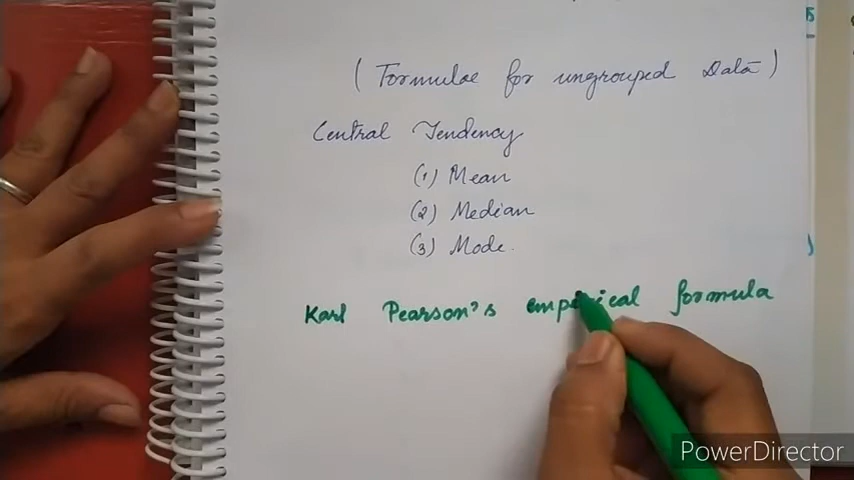 ( Formulae for ungrouped Data )
Central Tendency
(1) Mean
(2) Median
(3) Mode.
Karl Pearson's empirical formula
PowerDirector